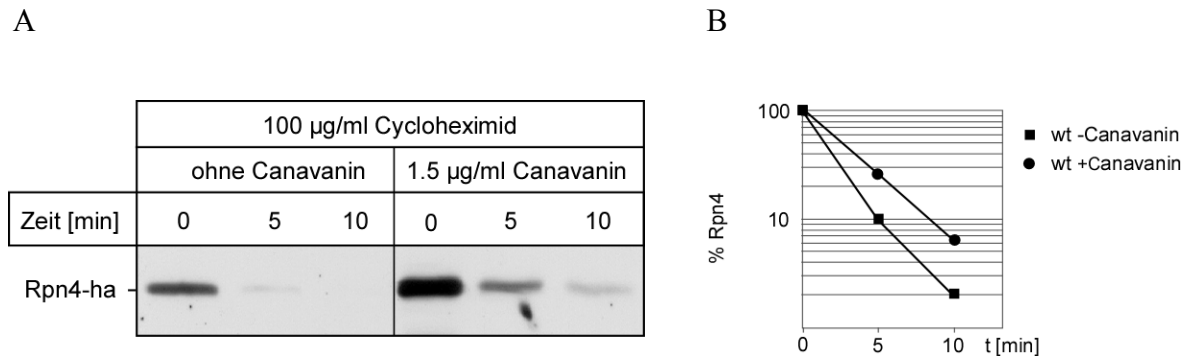 A
100 µg/ml Cycloheximid
ohne Canavanin 1.5 µg/ml Canavanin
Zeit [min] 0 5 10 0 5 10
Rpn4-ha
B
100
10
% Rpn4
0 5 10 t [min]
wt -Canavanin
wt +Canavanin